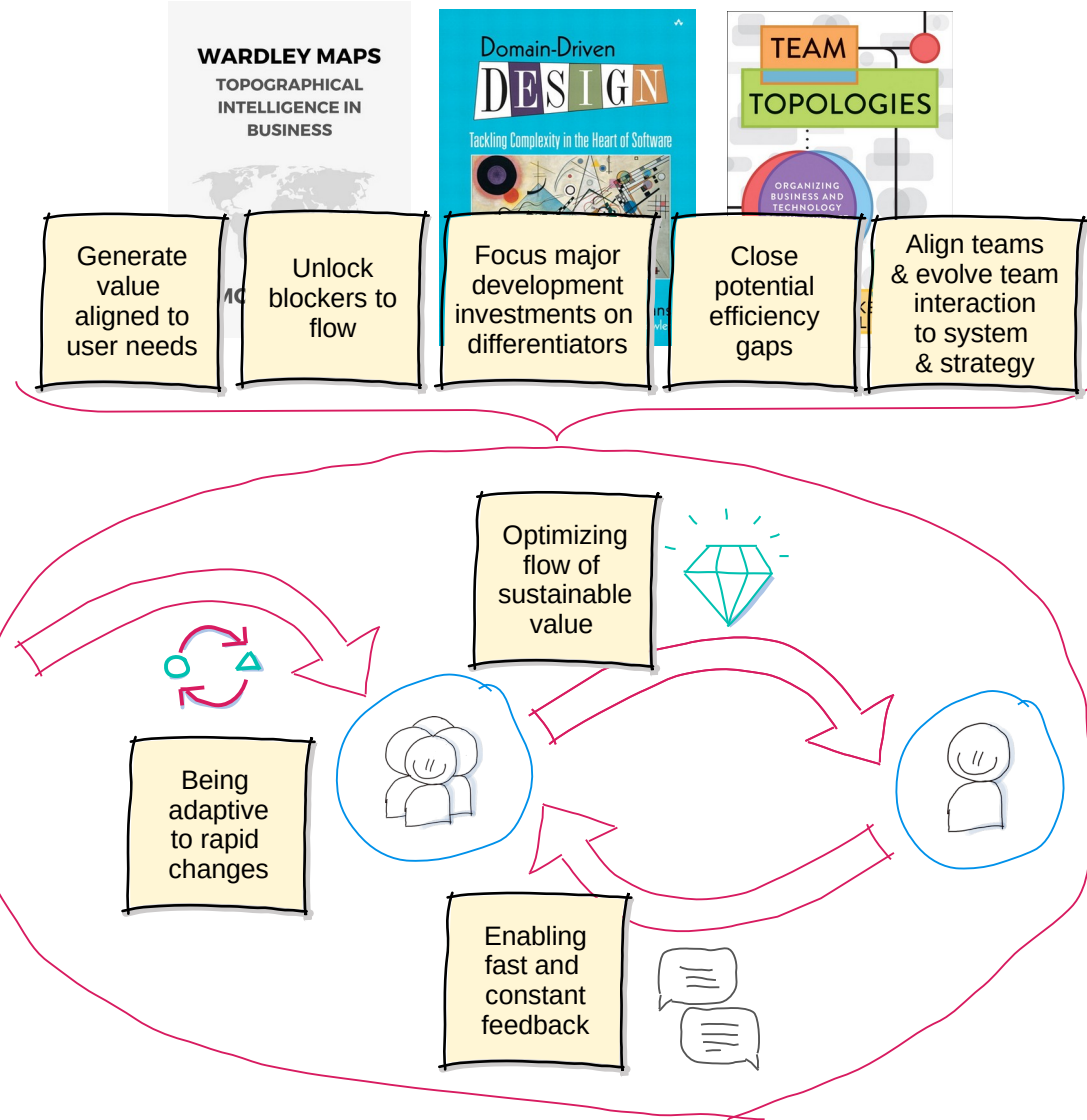 WARDLEY MAPS
TOPOGRAPHICAL
INTELLIGENCE IN
BUSINESS
Domain-Driven
DESIGN
Tackling Complexity in the Heart of Software
TEAM
TOPOLOGIES
ORGANIZING
BUSINESS AND
TECHNOLOGY
Generate
value
aligned to
user needs
Unlock
blockers to
flow
Focus major
development
investments on
differentiators
Close
potential
efficiency
gaps
Align teams
& evolve team
interaction
to system
& strategy
Optimizing
flow of
sustainable
value
Being
adaptive
to rapid
changes
Enabling
fast and
constant
feedback